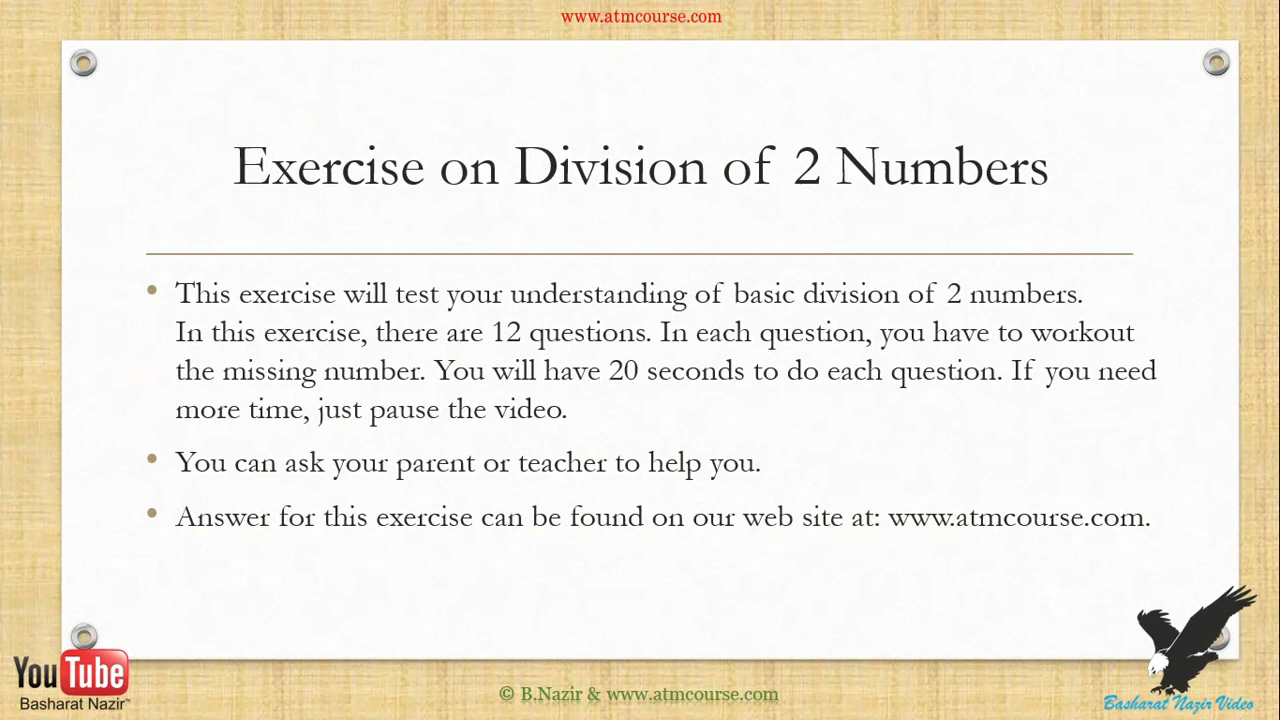 www.atmcourse.com
Exercise on Division of 2 Numbers
• This exercise will test your understanding of basic division of 2 numbers.
In this exercise, there are 12 questions. In each question, you have to workout
the missing number. You will have 20 seconds to do each question. If you need
more time, just pause the video.
• You can ask your parent or teacher to help you.
• Answer for this exercise can be found on our web site at: www.atmcourse.com.
YouTube
Basharat Nazir™
© B.Nazir & www.atmcourse.com
Basharat Nazir Video